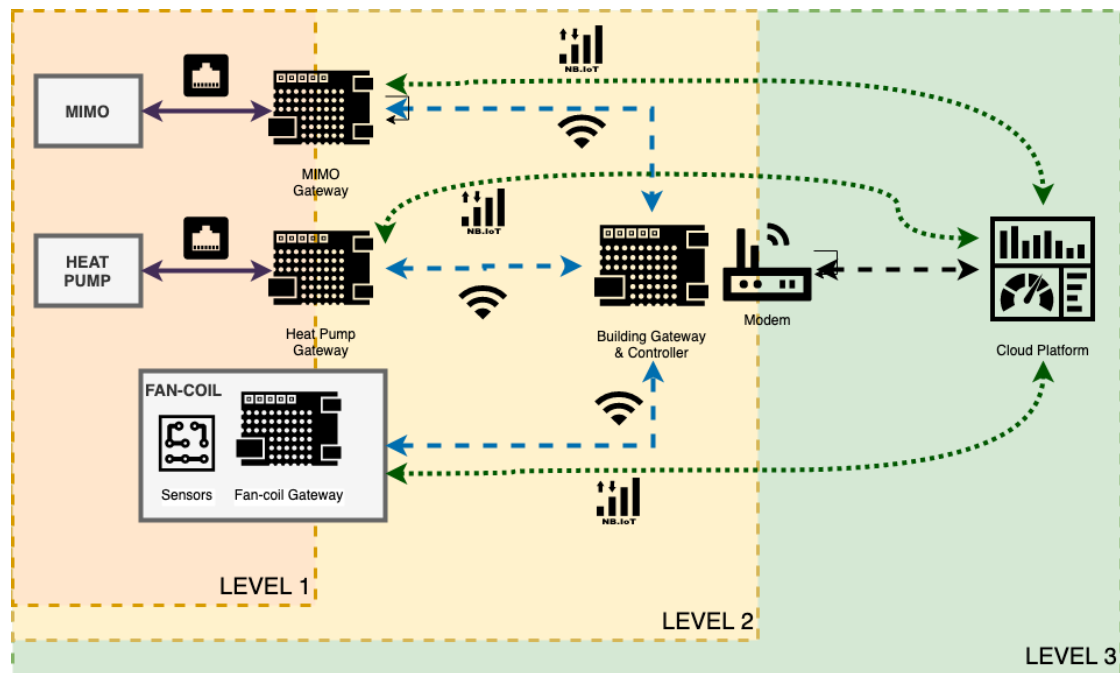 NB.IoT
MIMO
MIMO
Gateway
NB.IoT
HEAT
PUMP
Heat Pump
Gateway
Building Gateway
& Controller
Modem
Cloud Platform
FAN-COIL
Sensors
Fan-coil Gateway
NB.IoT
LEVEL 1
LEVEL 2
LEVEL 3